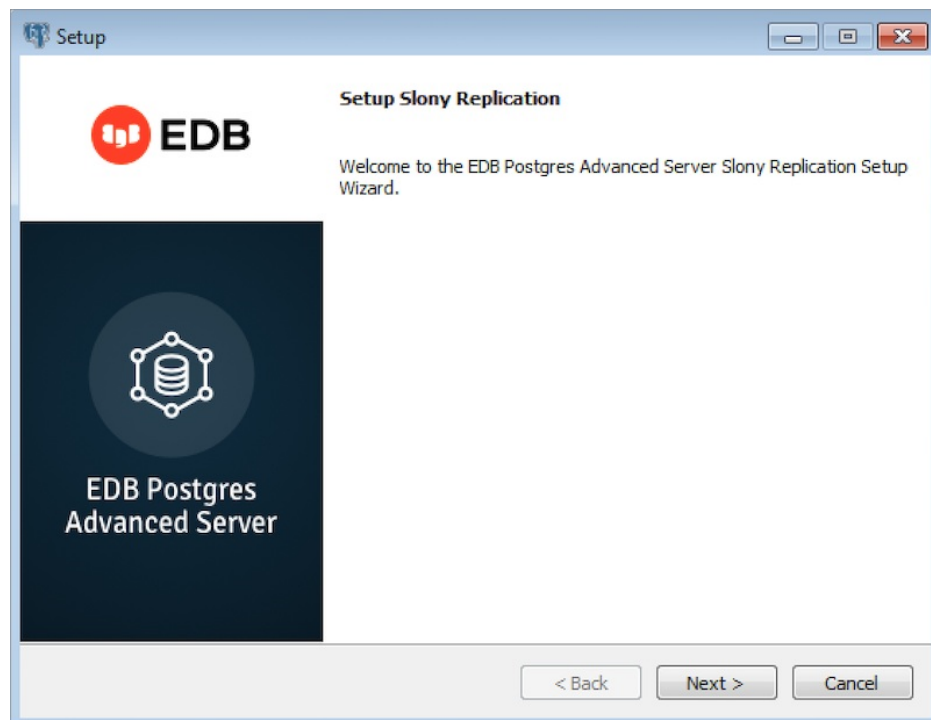 Setup
EDB
Setup Slony Replication
Welcome to the EDB Postgres Advanced Server Slony Replication Setup
Wizard.
EDB Postgres
Advanced Server
< Back
Next >
Cancel